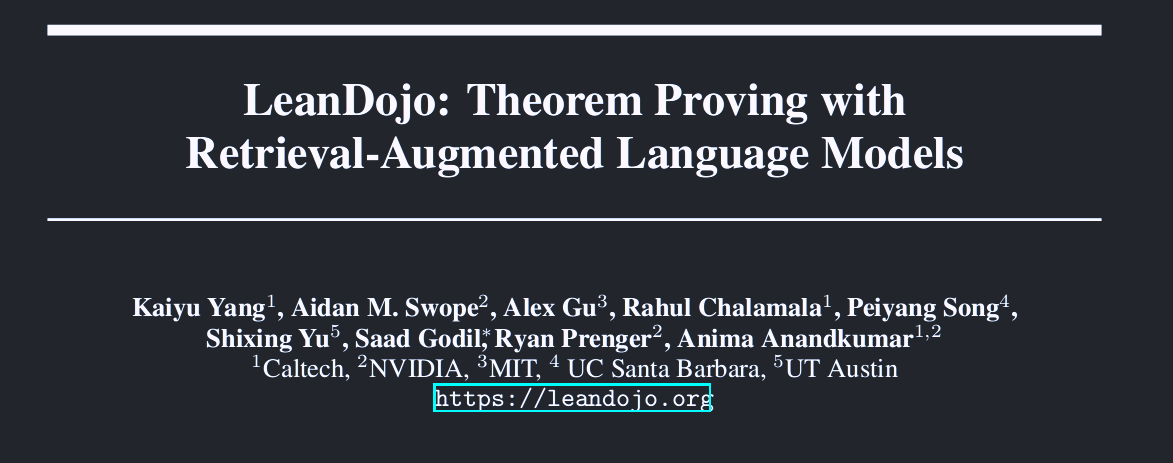 LeanDojo: Theorem Proving with
Retrieval-Augmented Language Models
Kaiyu Yang¹, Aidan M. Swope², Alex Gu³, Rahul Chalamala¹, Peiyang Song⁴,
Shixing Yu⁵, Saad Godil,* Ryan Prenger², Anima Anandkumar¹,²
¹Caltech, ²NVIDIA, ³MIT, ⁴ UC Santa Barbara, ⁵UT Austin
https://leandojo.org